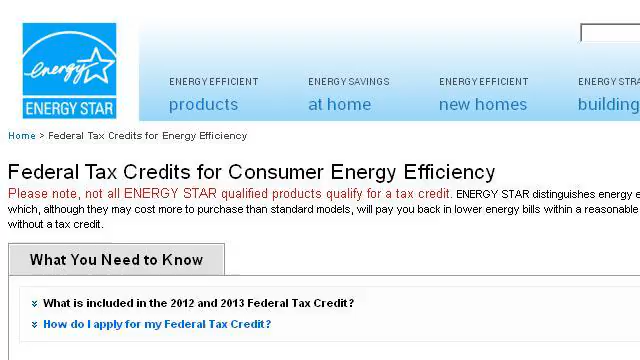 energy
ENERGY STAR
ENERGY EFFICIENT
products
ENERGY SAVINGS
at home
ENERGY EFFICIENT
new homes
ENERGY STRA
building
Home > Federal Tax Credits for Energy Efficiency
Federal Tax Credits for Consumer Energy Efficiency
Please note, not all ENERGY STAR qualified products qualify for a tax credit. ENERGY STAR distinguishes energy e
which, although they may cost more to purchase than standard models, will pay you back in lower energy bills within a reasonable
without a tax credit.
What You Need to Know
What is included in the 2012 and 2013 Federal Tax Credit?
How do I apply for my Federal Tax Credit?